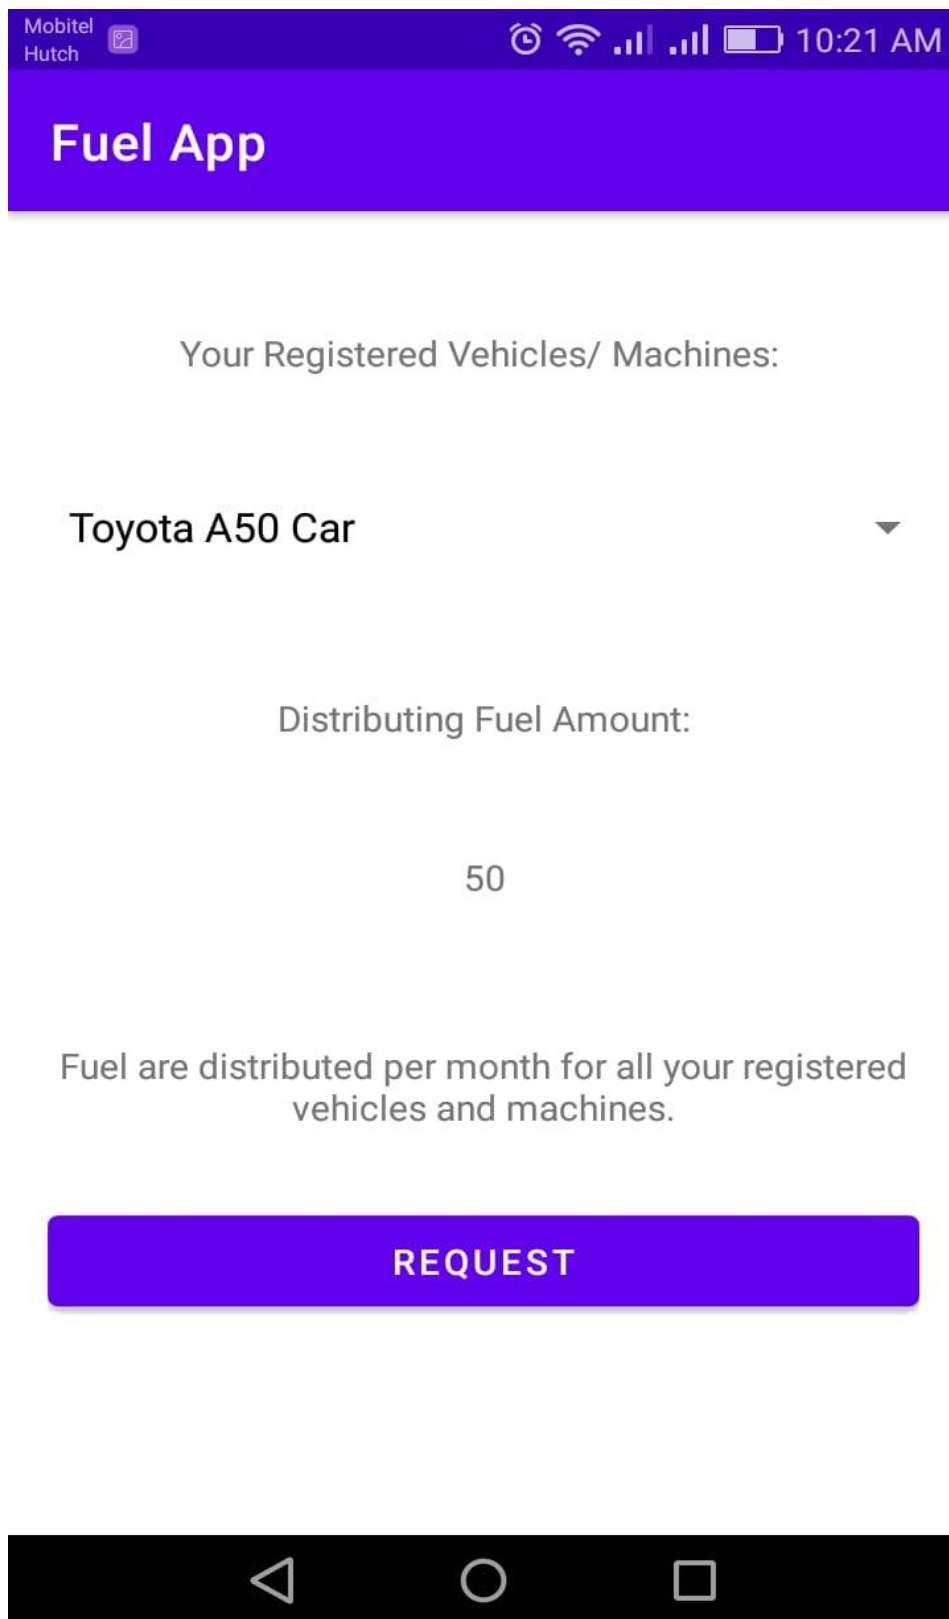 Mobitel
Hutch
10:21 AM
Fuel App
Your Registered Vehicles/ Machines:
Toyota A50 Car
Distributing Fuel Amount:
50
Fuel are distributed per month for all your registered
vehicles and machines.
REQUEST